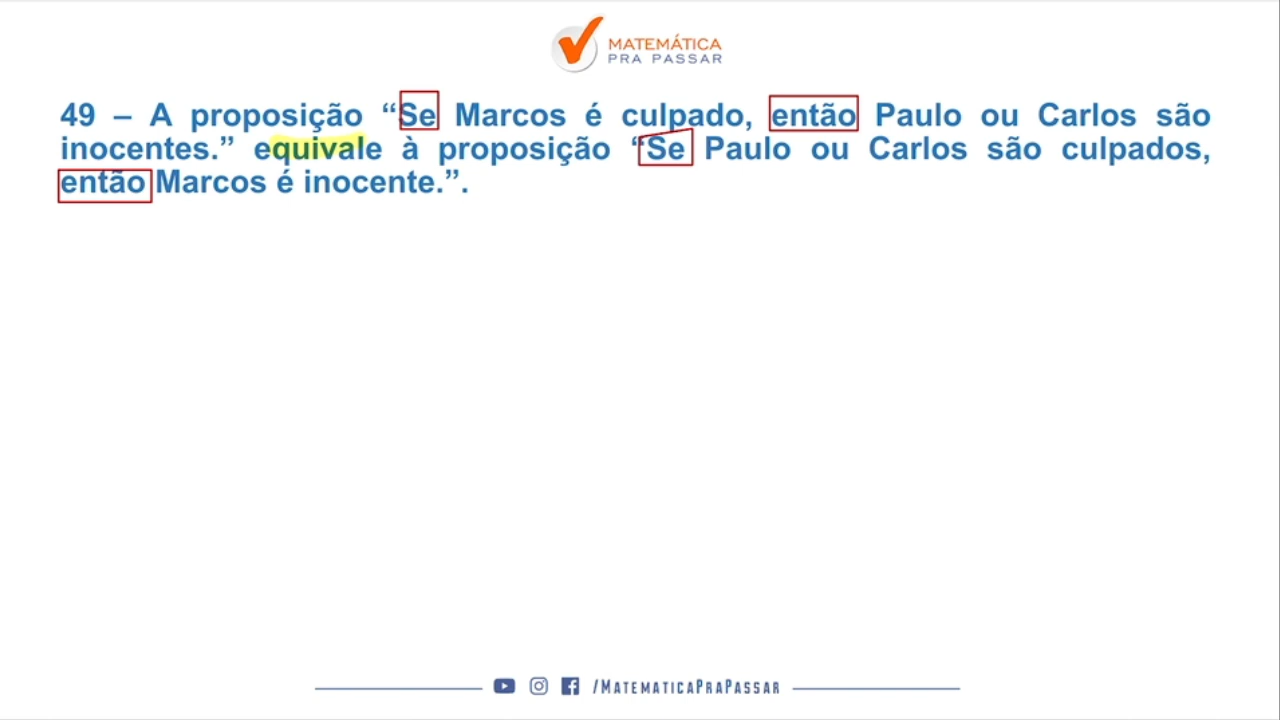 MATEMÁTICA
PRA PASSAR
49 – A proposição “Se Marcos é culpado, então Paulo ou Carlos são
inocentes.” equivale à proposição “Se Paulo ou Carlos são culpados,
então Marcos é inocente.”.
/MATEMATICAPRAPASSAR